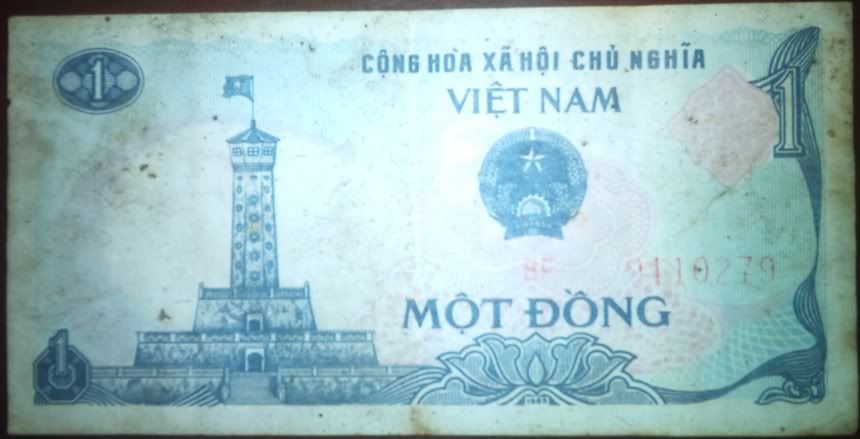 1
CỘNG HÒA XÃ HỘI CHỦ NGHĨA
VIỆT NAM
1
BF 9110279
MỘT ĐỒNG
1